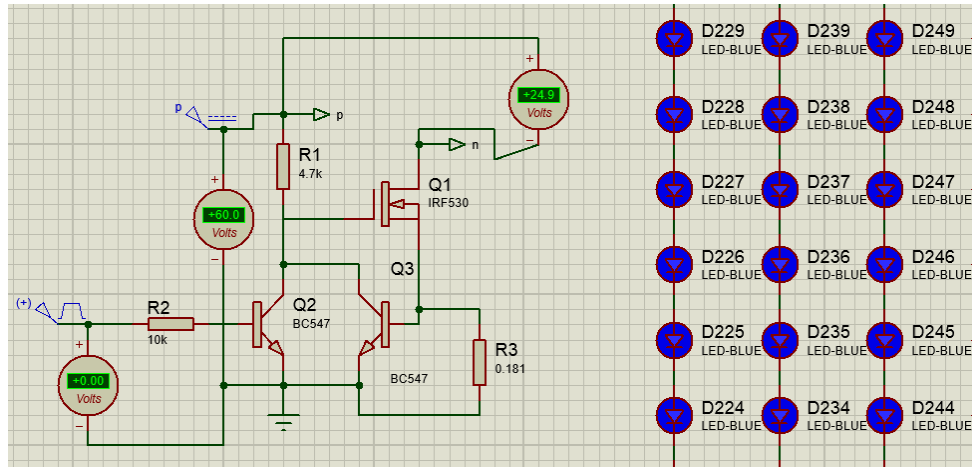 p
p
+24.9
Volts
R1
4.7k
n
Q1
IRF530
+60.0
Volts
Q3
(+)
R2
10k
Q2
BC547
R3
0.181
BC547
+0.00
Volts
D229
LED-BLUE
D239
LED-BLUE
D249
LED-BLUE
D228
LED-BLUE
D238
LED-BLUE
D248
LED-BLUE
D227
LED-BLUE
D237
LED-BLUE
D247
LED-BLUE
D226
LED-BLUE
D236
LED-BLUE
D246
LED-BLUE
D225
LED-BLUE
D235
LED-BLUE
D245
LED-BLUE
D224
LED-BLUE
D234
LED-BLUE
D244
LED-BLUE